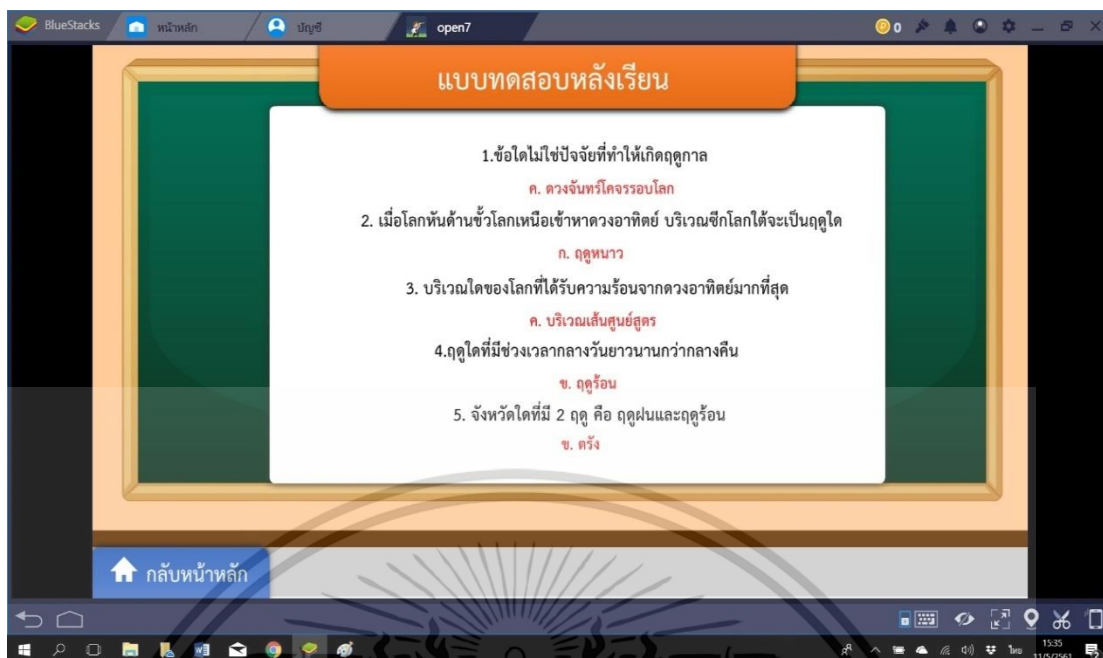 BlueStacks
หน้าหลัก
บัญชี
open7
0
แบบทดสอบหลังเรียน
1.ข้อใดไม่ใช่ปัจจัยที่ทำให้เกิดฤดูกาล
ค. ดวงจันทร์โคจรรอบโลก
2. เมื่อโลกหันด้านขั้วโลกเหนือเข้าหาดวงอาทิตย์ บริเวณซีกโลกใต้จะเป็นฤดูใด
ก. ฤดูหนาว
3. บริเวณใดของโลกที่ได้รับความร้อนจากดวงอาทิตย์มากที่สุด
ค. บริเวณเส้นศูนย์สูตร
4.ฤดูใดที่มีช่วงเวลากลางวันยาวนานกว่ากลางคืน
ข. ฤดูร้อน
5. จังหวัดใดที่มี 2 ฤดู คือ ฤดูฝนและฤดูร้อน
ข. ตรัง
กลับหน้าหลัก
ไทย
15:35
11/5/2561